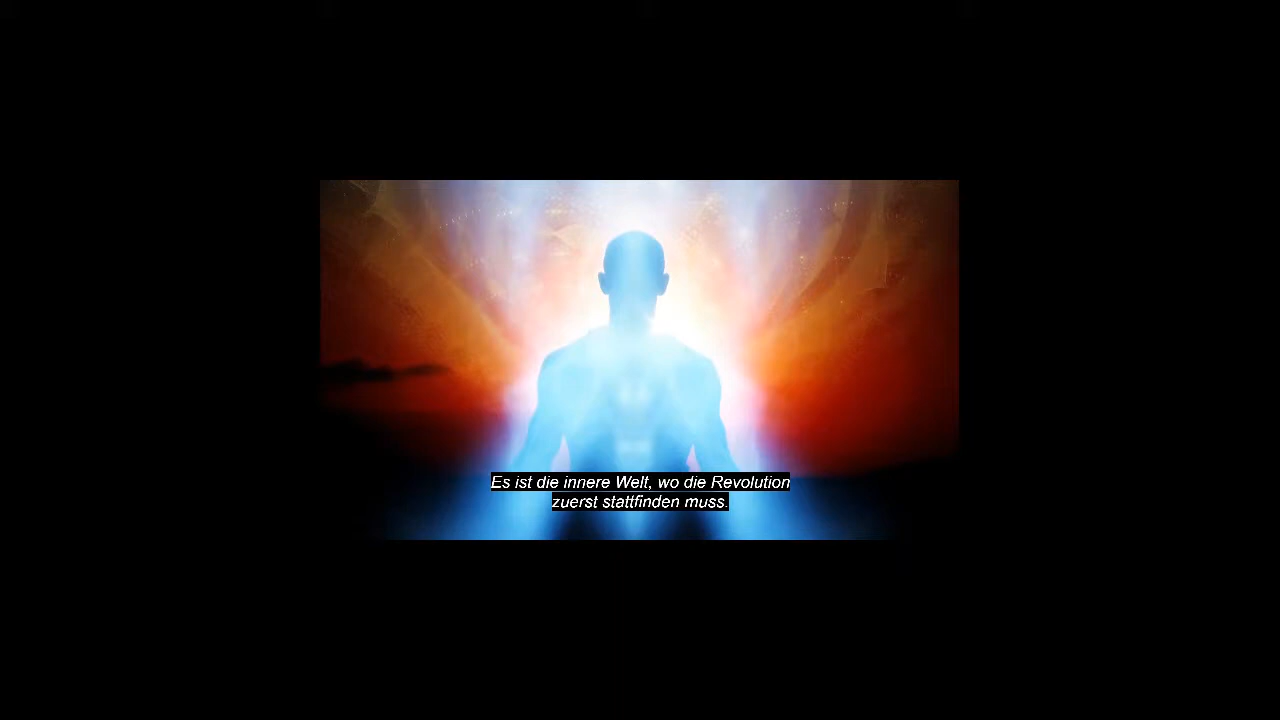 Es ist die innere Welt, wo die Revolution
zuerst stattfinden muss.